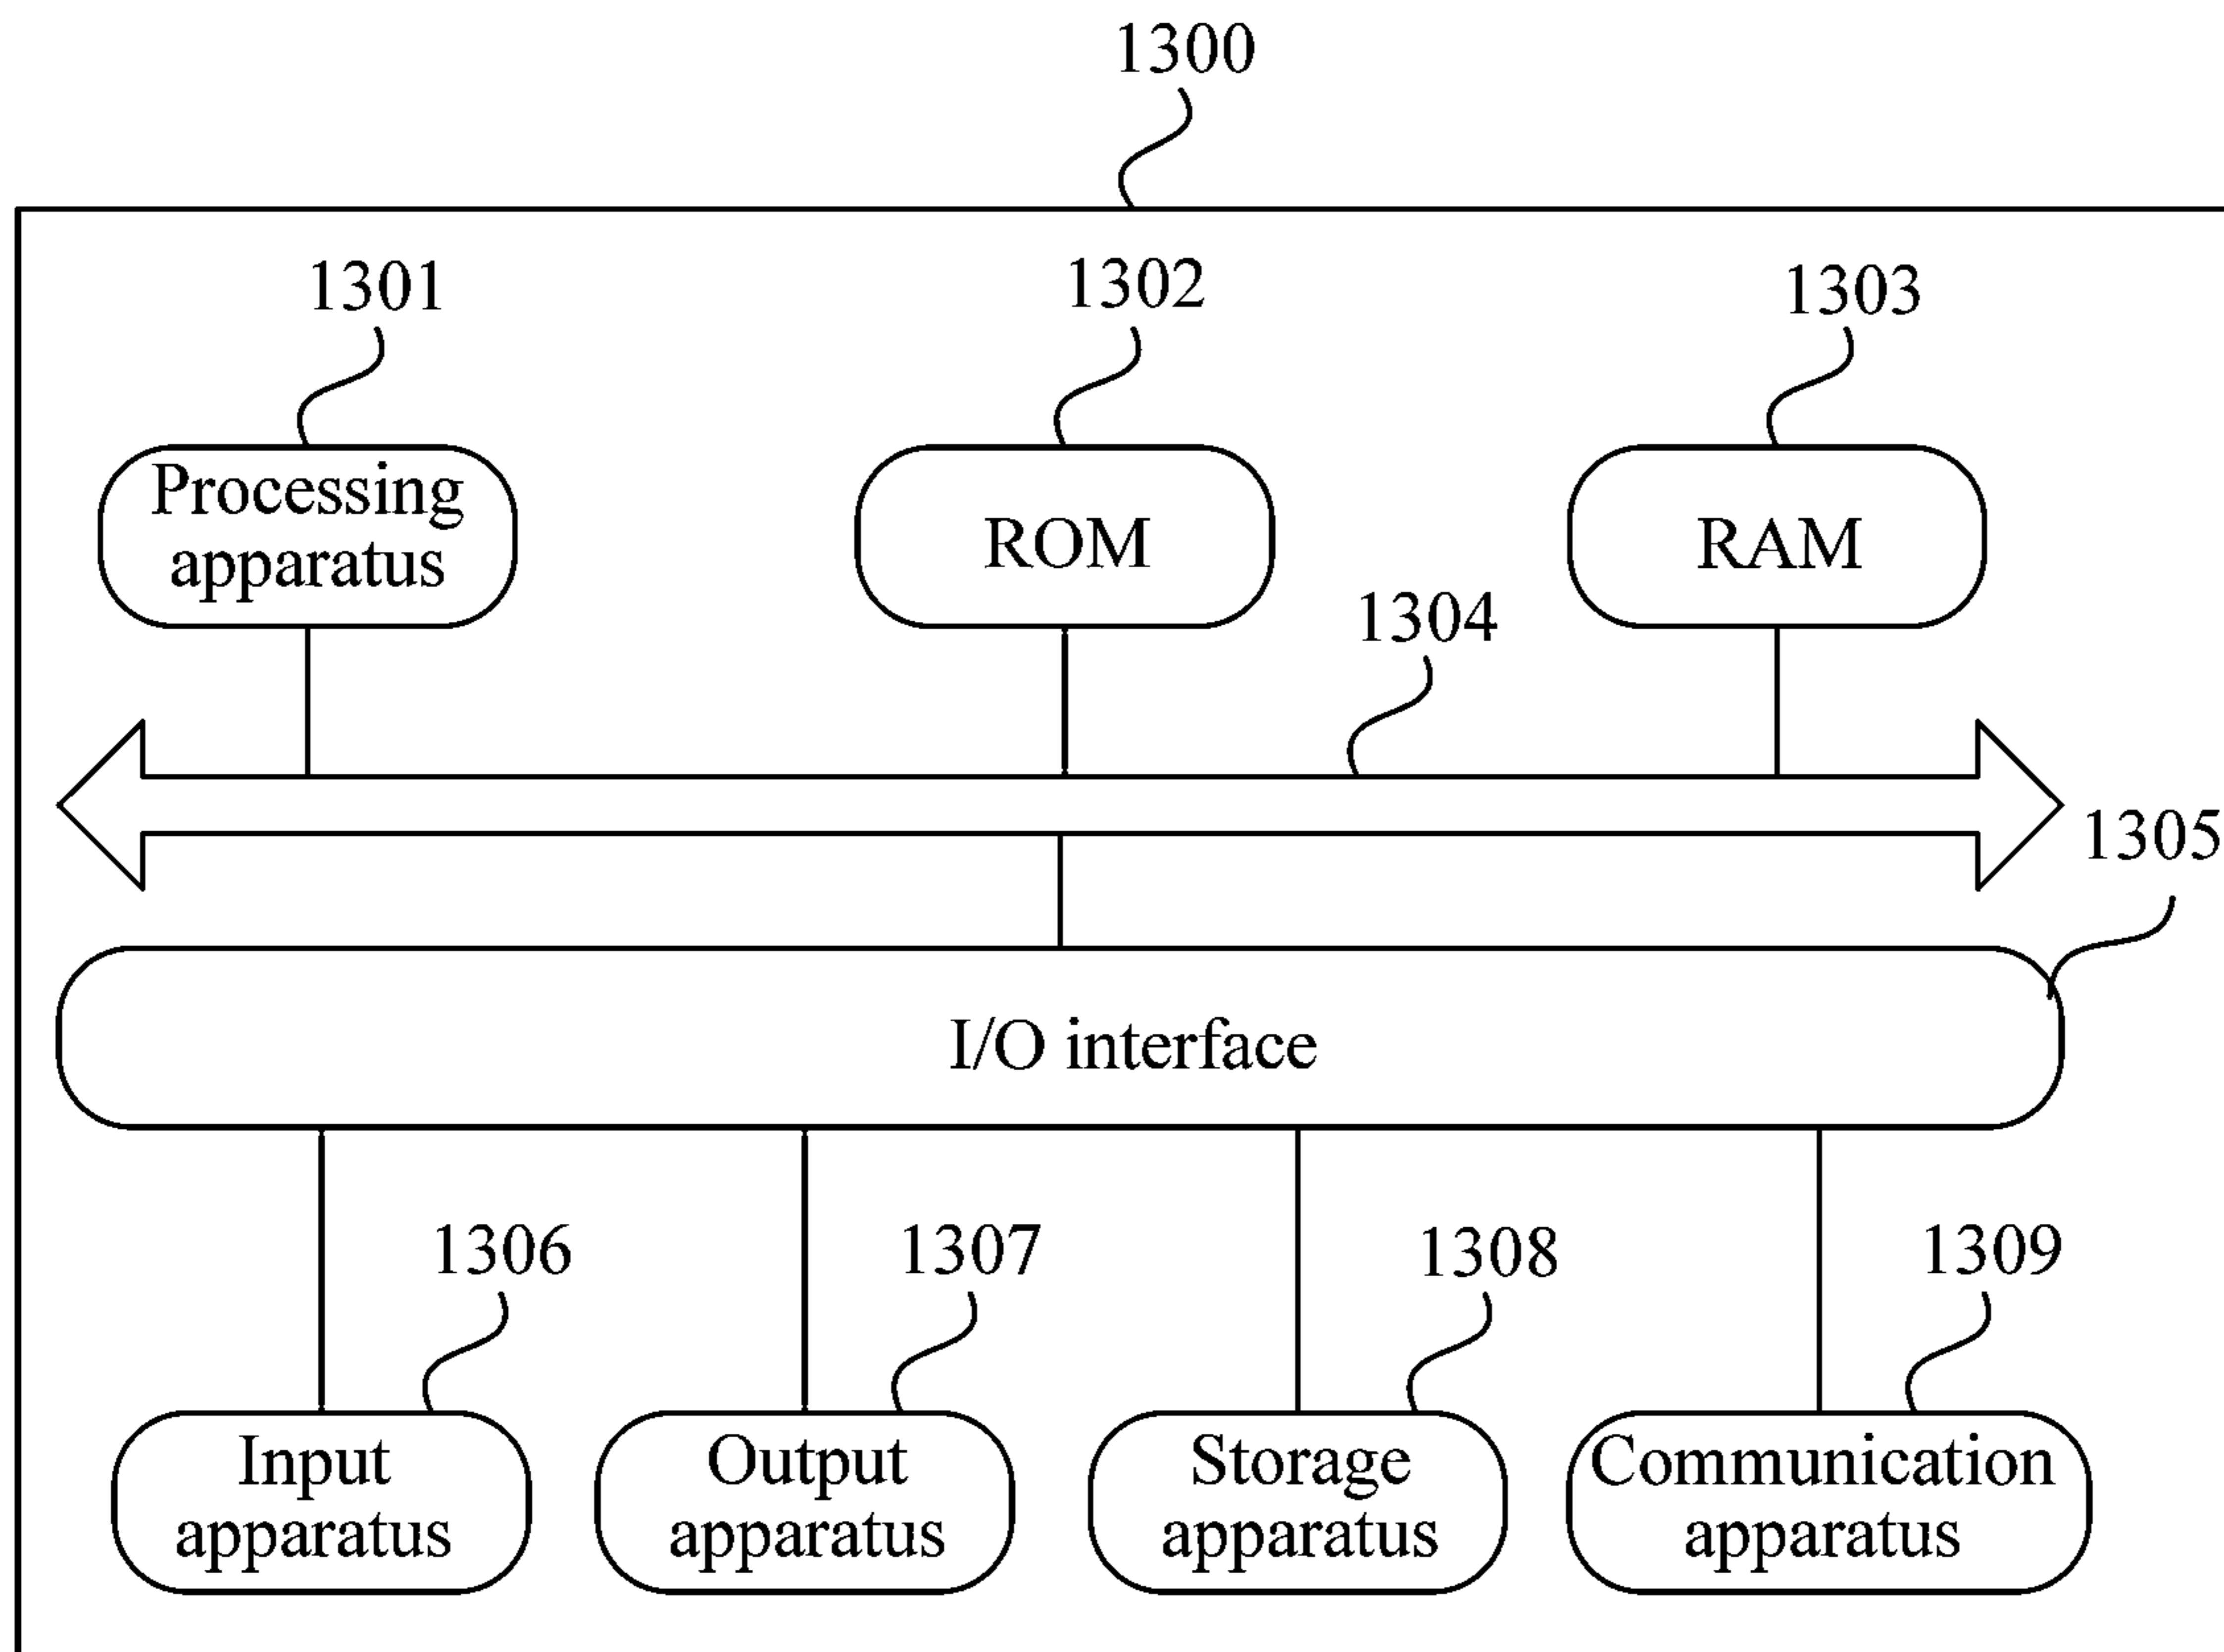 1300
1301
1302
1303
Processing
apparatus
ROM
RAM
1304
1305
I/O interface
1306
1307
1308
1309
Input
apparatus
Output
apparatus
Storage
apparatus
Communication
apparatus